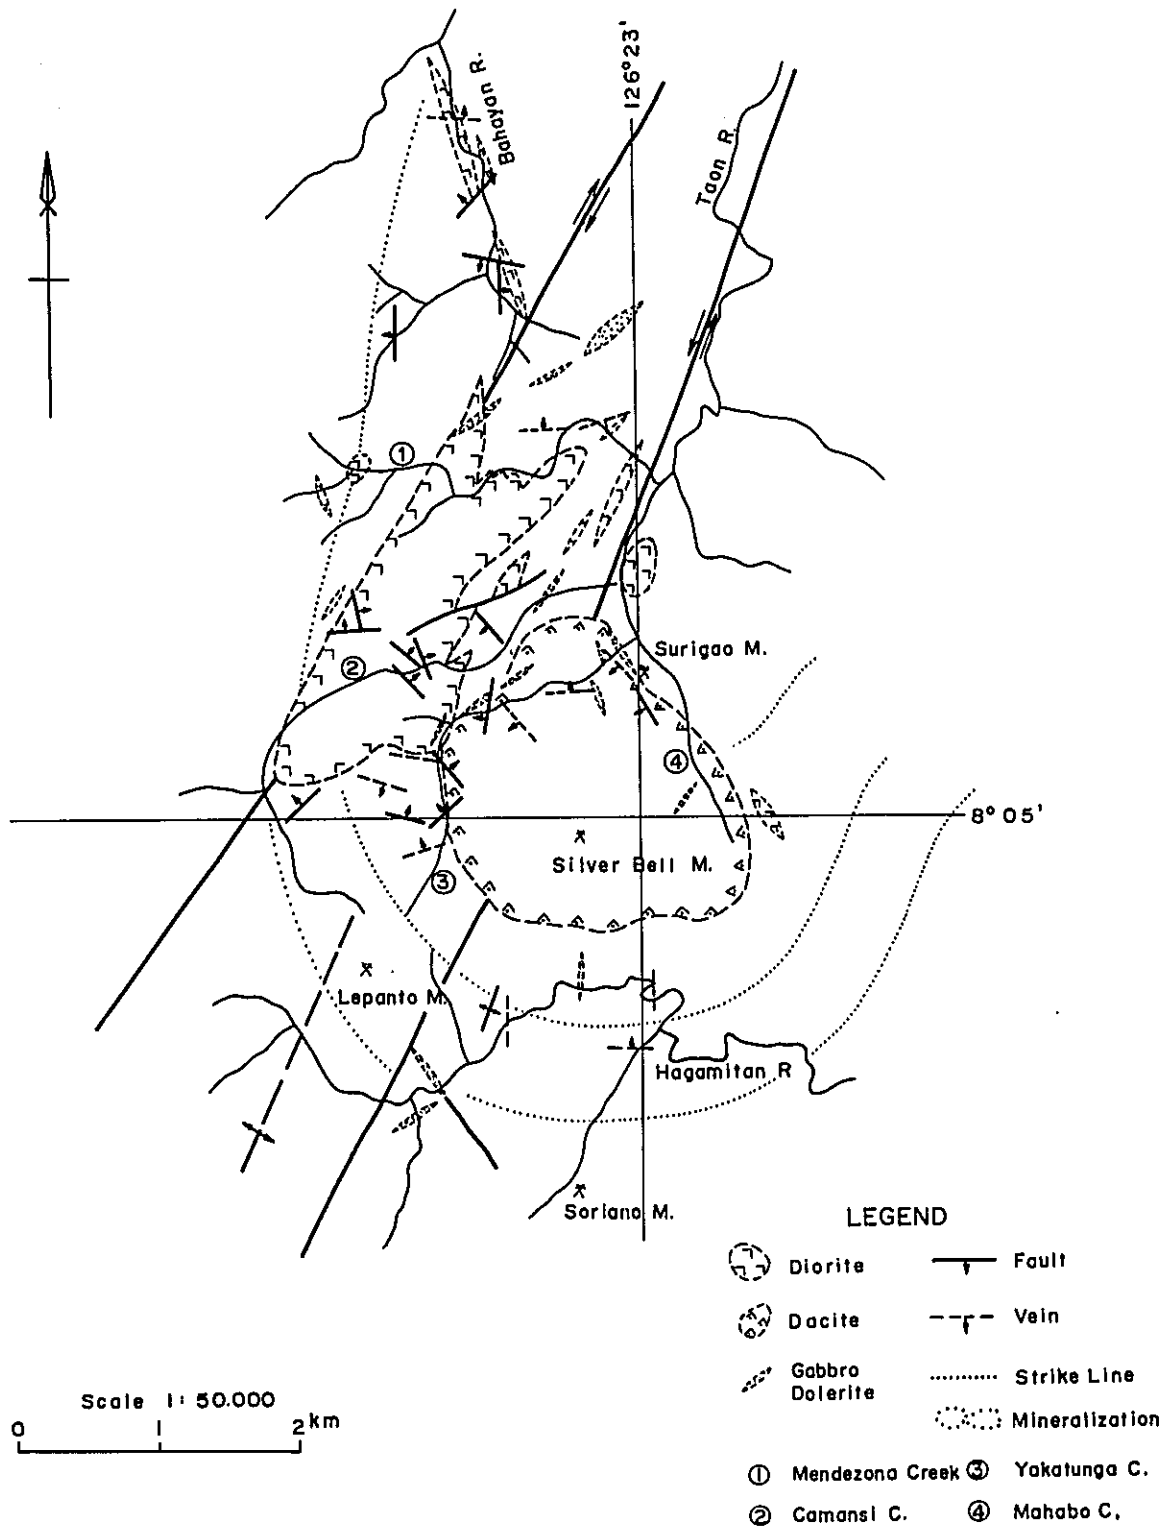 126°23'
Bahayan R.
Taon R.
①
②
Surigao M.
④
8°05'
Silver Bell M.
③
Lepanto M.
Hagamitan R
Soriano M.
LEGEND
Diorite
Fault
Dacite
Vein
Gabbro
Dolerite
Strike Line
Mineralization
① Mendezona Creek
③ Yakatunga C.
② Camansi C.
④ Mahabo C.
Scale 1: 50.000
0 1 2 km